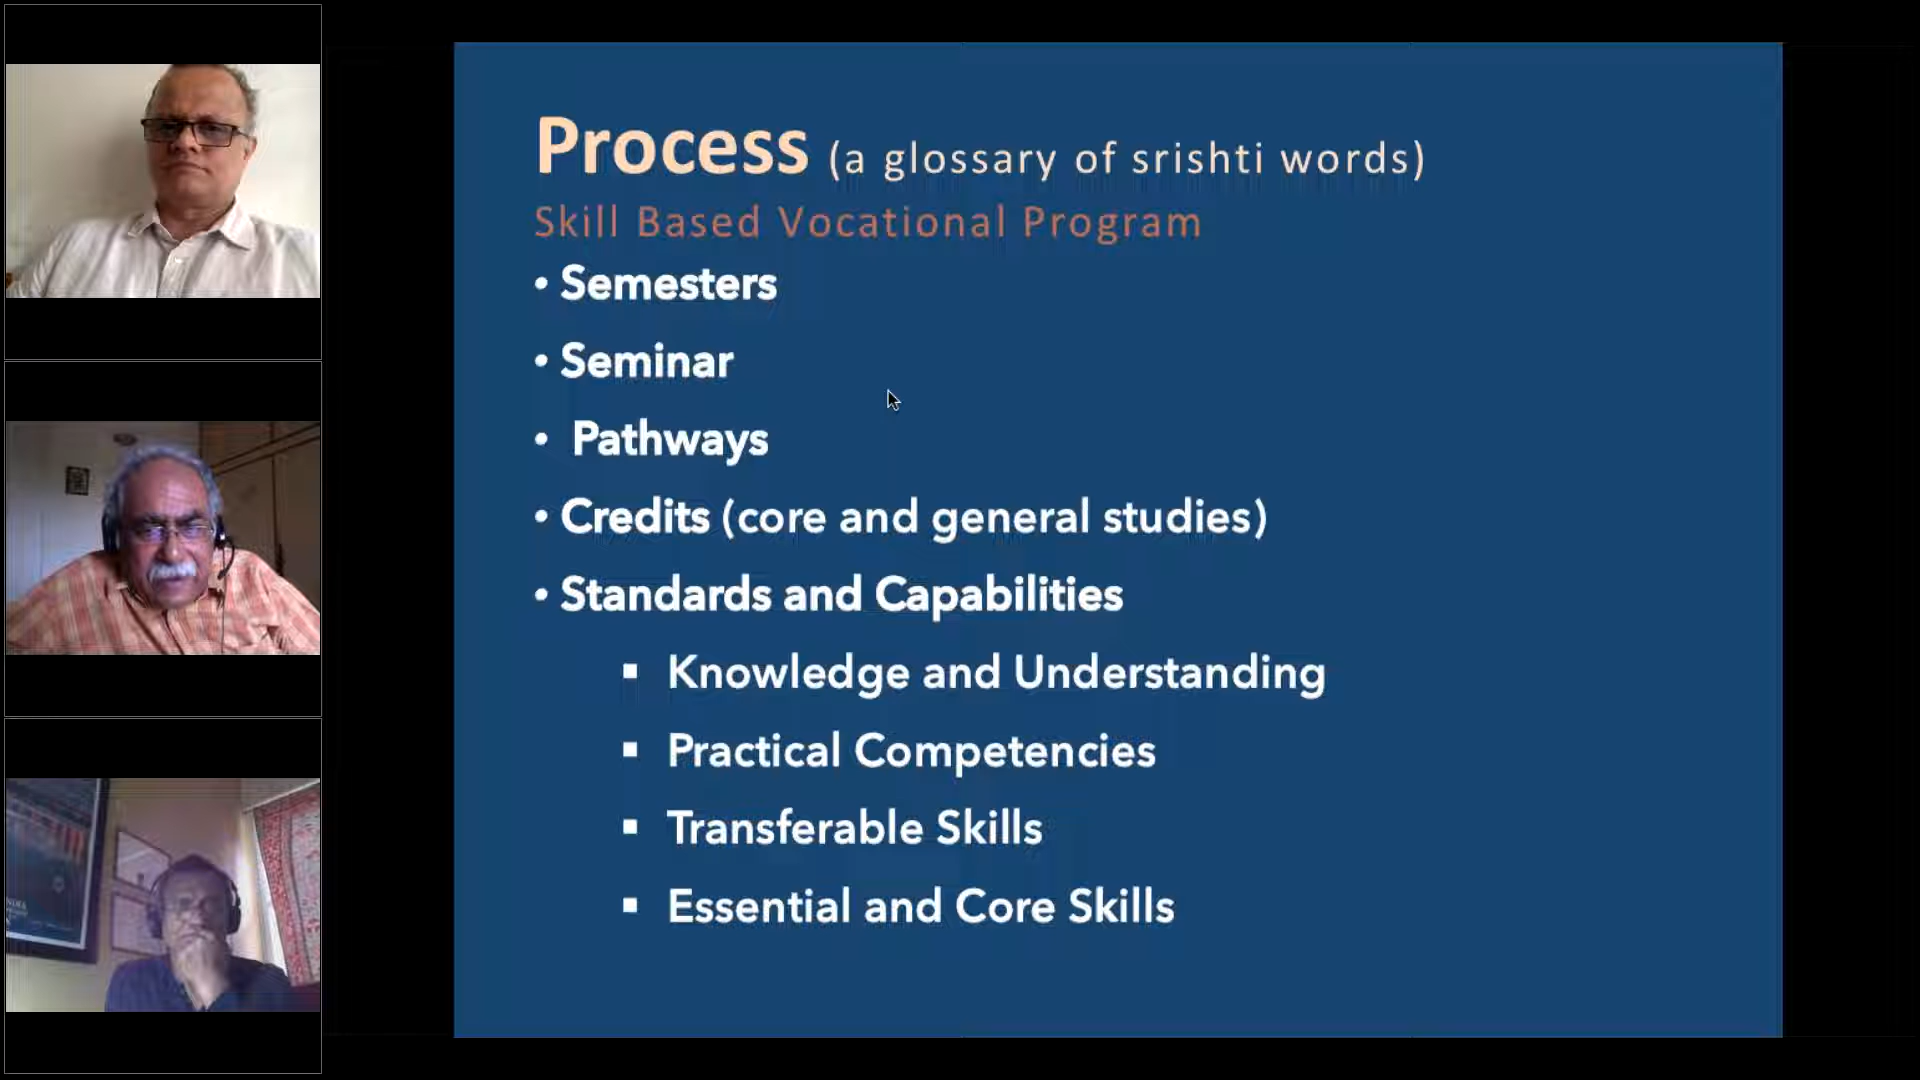 Process (a glossary of srishti words)
Skill Based Vocational Program
• Semesters
• Seminar
• Pathways
• Credits (core and general studies)
• Standards and Capabilities
▪ Knowledge and Understanding
▪ Practical Competencies
▪ Transferable Skills
▪ Essential and Core Skills